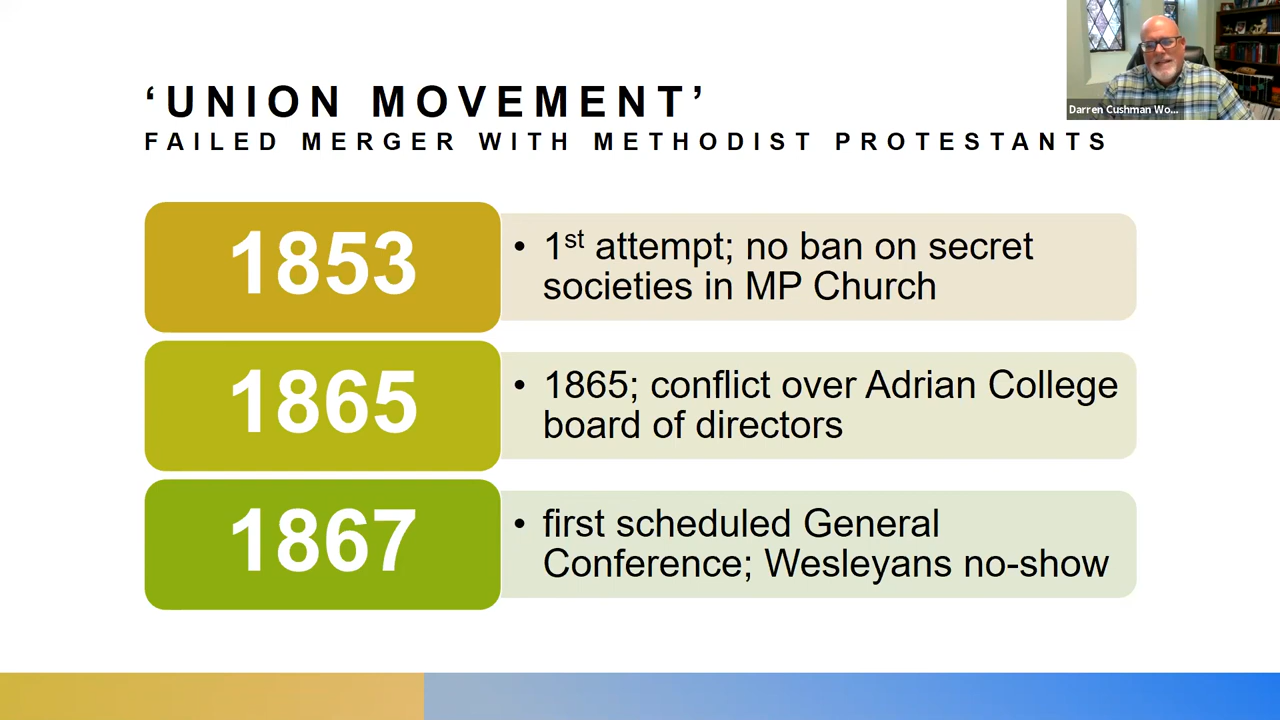 ‘UNION MOVEMENT’
FAILED MERGER WITH METHODIST PROTESTANTS
Darren Cushman Wo...
1853
• 1st attempt; no ban on secret
societies in MP Church
1865
• 1865; conflict over Adrian College
board of directors
1867
• first scheduled General
Conference; Wesleyans no-show